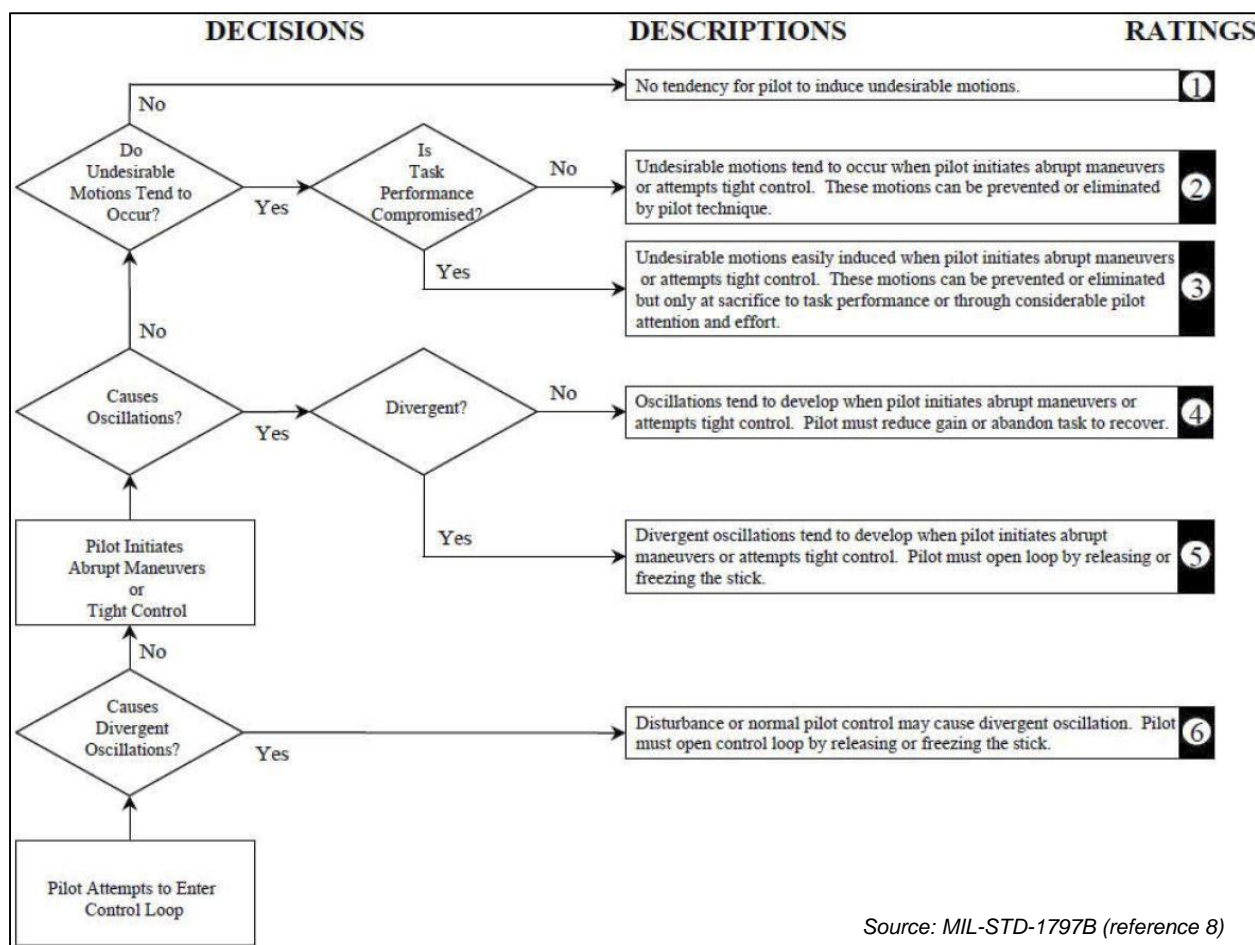 DECISIONS
DESCRIPTIONS
RATINGS
No
No tendency for pilot to induce undesirable motions.
1
Do
Undesirable
Motions Tend to
Occur?
Yes
Is
Task
Performance
Compromised?
No
Undesirable motions tend to occur when pilot initiates abrupt maneuvers
or attempts tight control. These motions can be prevented or eliminated
by pilot technique.
2
Yes
Undesirable motions easily induced when pilot initiates abrupt maneuvers
or attempts tight control. These motions can be prevented or eliminated
but only at sacrifice to task performance or through considerable pilot
attention and effort.
3
No
Causes
Oscillations?
Yes
Divergent?
No
Oscillations tend to develop when pilot initiates abrupt maneuvers or
attempts tight control. Pilot must reduce gain or abandon task to recover.
4
Yes
Divergent oscillations tend to develop when pilot initiates abrupt
maneuvers or attempts tight control. Pilot must open loop by releasing or
freezing the stick.
5
Pilot Initiates
Abrupt Maneuvers
or
Tight Control
No
Causes
Divergent
Oscillations?
Yes
Disturbance or normal pilot control may cause divergent oscillation. Pilot
must open control loop by releasing or freezing the stick.
6
Pilot Attempts to Enter
Control Loop
Source: MIL-STD-1797B (reference 8)